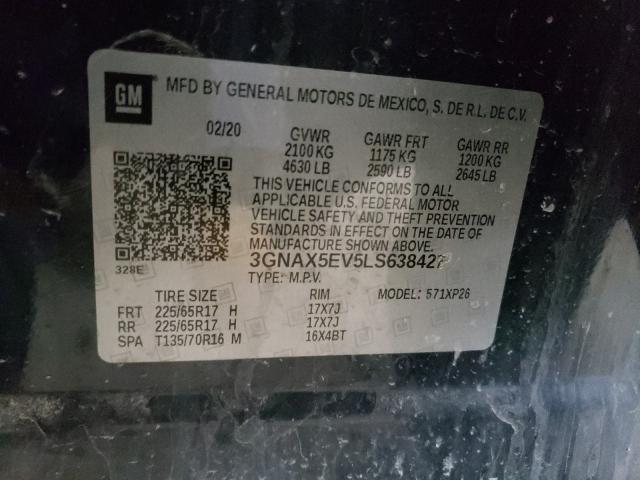 GM MFD BY GENERAL MOTORS DE MEXICO, S. DE R.L. DE C.V.
02/20 GVWR GAWR FRT GAWR RR
2100 KG 1175 KG 1200 KG
4630 LB 2590 LB 2645 LB
THIS VEHICLE CONFORMS TO ALL
APPLICABLE U.S. FEDERAL MOTOR
VEHICLE SAFETY AND THEFT PREVENTION
STANDARDS IN EFFECT ON THE DATE OF
MANUFACTURE SHOWN ABOVE.
3GNAX5EV5LS638427
328E TYPE: M.P.V.
TIRE SIZE RIM MODEL: 571XP26
FRT 225/65R17 H 17X7J
RR 225/65R17 H 17X7J
SPA T135/70R16 M 16X4BT